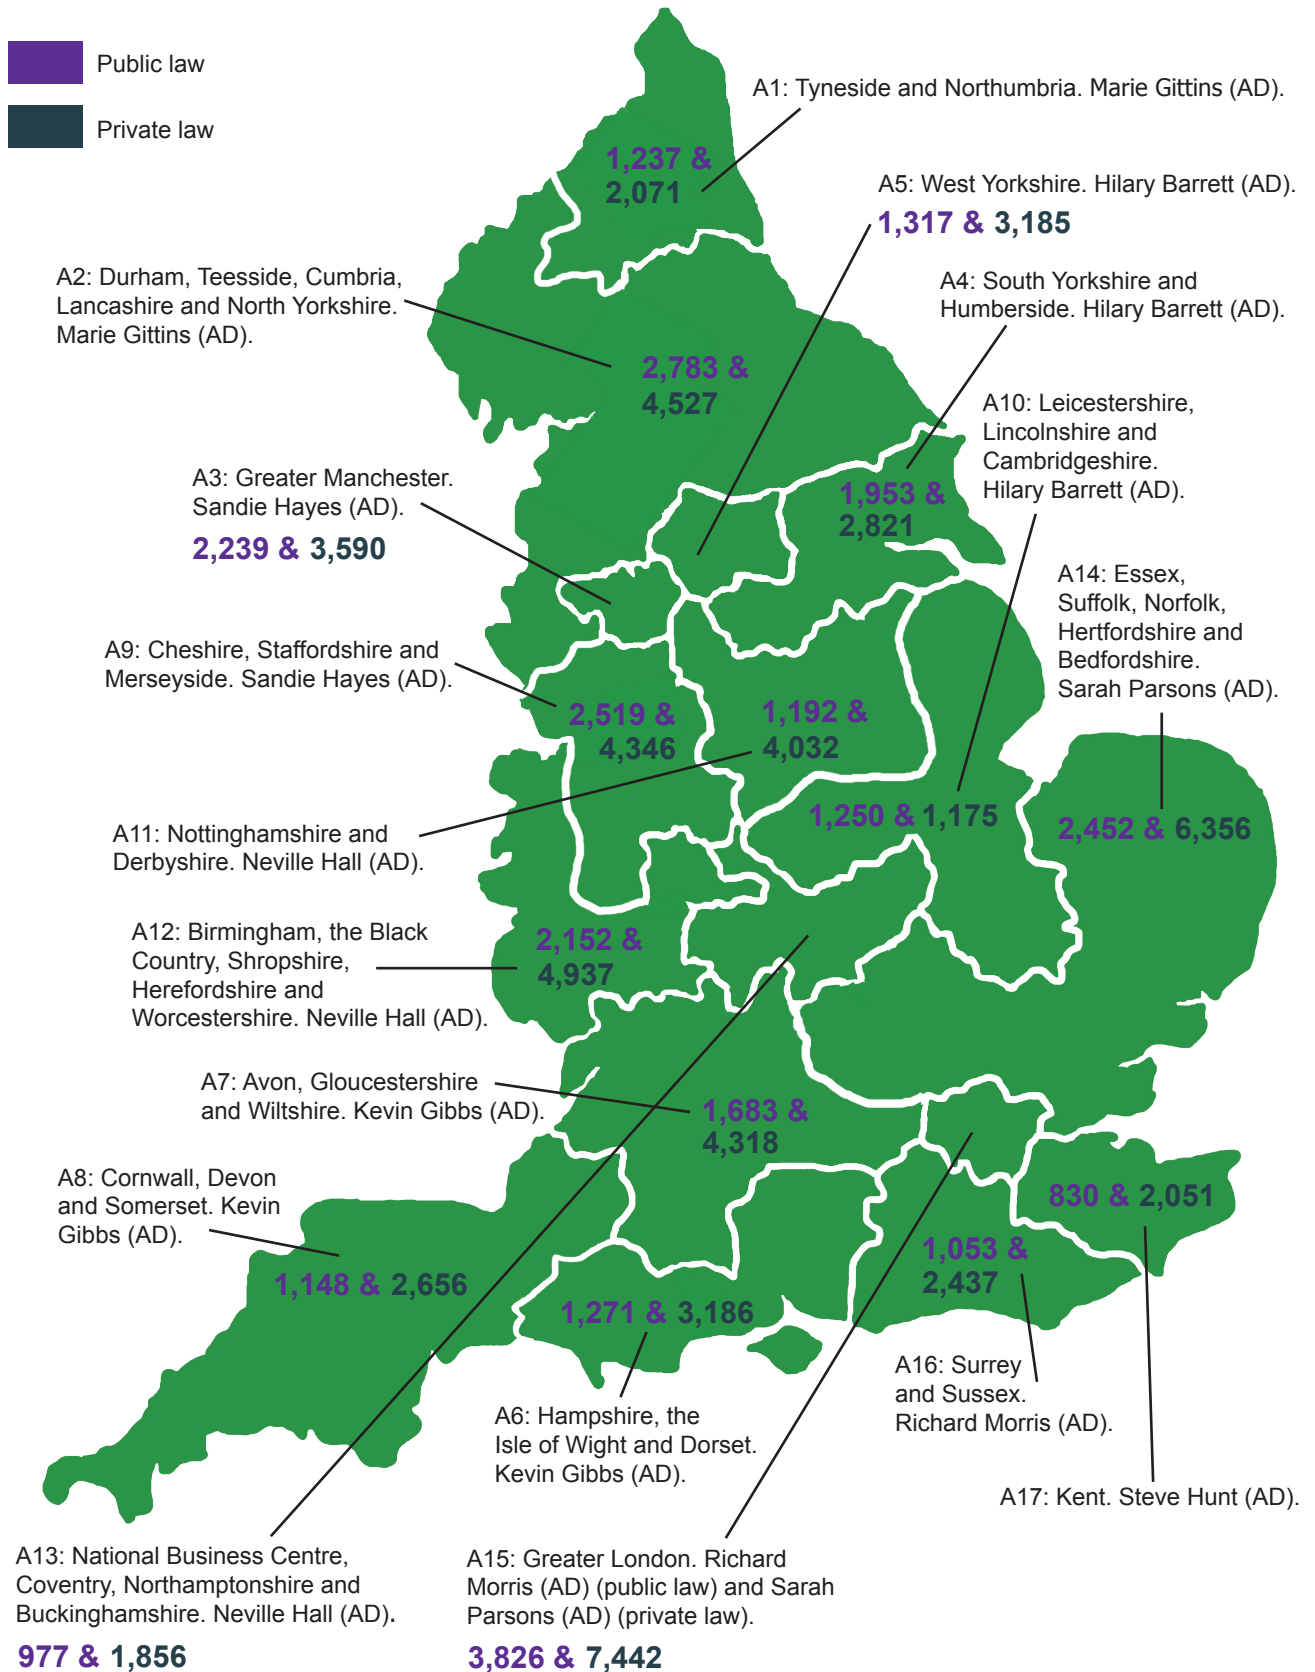 Public law
Private law
A1: Tyneside and Northumbria. Marie Gittins (AD).
1,237 &
2,071
A5: West Yorkshire. Hilary Barrett (AD).
1,317 & 3,185
A2: Durham, Teesside, Cumbria,
Lancashire and North Yorkshire.
Marie Gittins (AD).
2,783 &
4,527
A4: South Yorkshire and
Humberside. Hilary Barrett (AD).
1,953 &
2,821
A10: Leicestershire,
Lincolnshire and
Cambridgeshire.
Hilary Barrett (AD).
A3: Greater Manchester.
Sandie Hayes (AD).
2,239 & 3,590
A14: Essex,
Suffolk, Norfolk,
Hertfordshire and
Bedfordshire.
Sarah Parsons (AD).
A9: Cheshire, Staffordshire and
Merseyside. Sandie Hayes (AD).
2,519 &
4,346
1,192 &
4,032
1,250 & 1,175
2,452 & 6,356
A11: Nottinghamshire and
Derbyshire. Neville Hall (AD).
A12: Birmingham, the Black
Country, Shropshire,
Herefordshire and
Worcestershire. Neville Hall (AD).
2,152 &
4,937
A7: Avon, Gloucestershire
and Wiltshire. Kevin Gibbs (AD).
1,683 &
4,318
A8: Cornwall, Devon
and Somerset. Kevin
Gibbs (AD).
1,148 & 2,656
830 & 2,051
1,053 &
2,437
1,271 & 3,186
A16: Surrey
and Sussex.
Richard Morris (AD).
A6: Hampshire, the
Isle of Wight and Dorset.
Kevin Gibbs (AD).
A17: Kent. Steve Hunt (AD).
A13: National Business Centre,
Coventry, Northamptonshire and
Buckinghamshire. Neville Hall (AD).
977 & 1,856
A15: Greater London. Richard
Morris (AD) (public law) and Sarah
Parsons (AD) (private law).
3,826 & 7,442